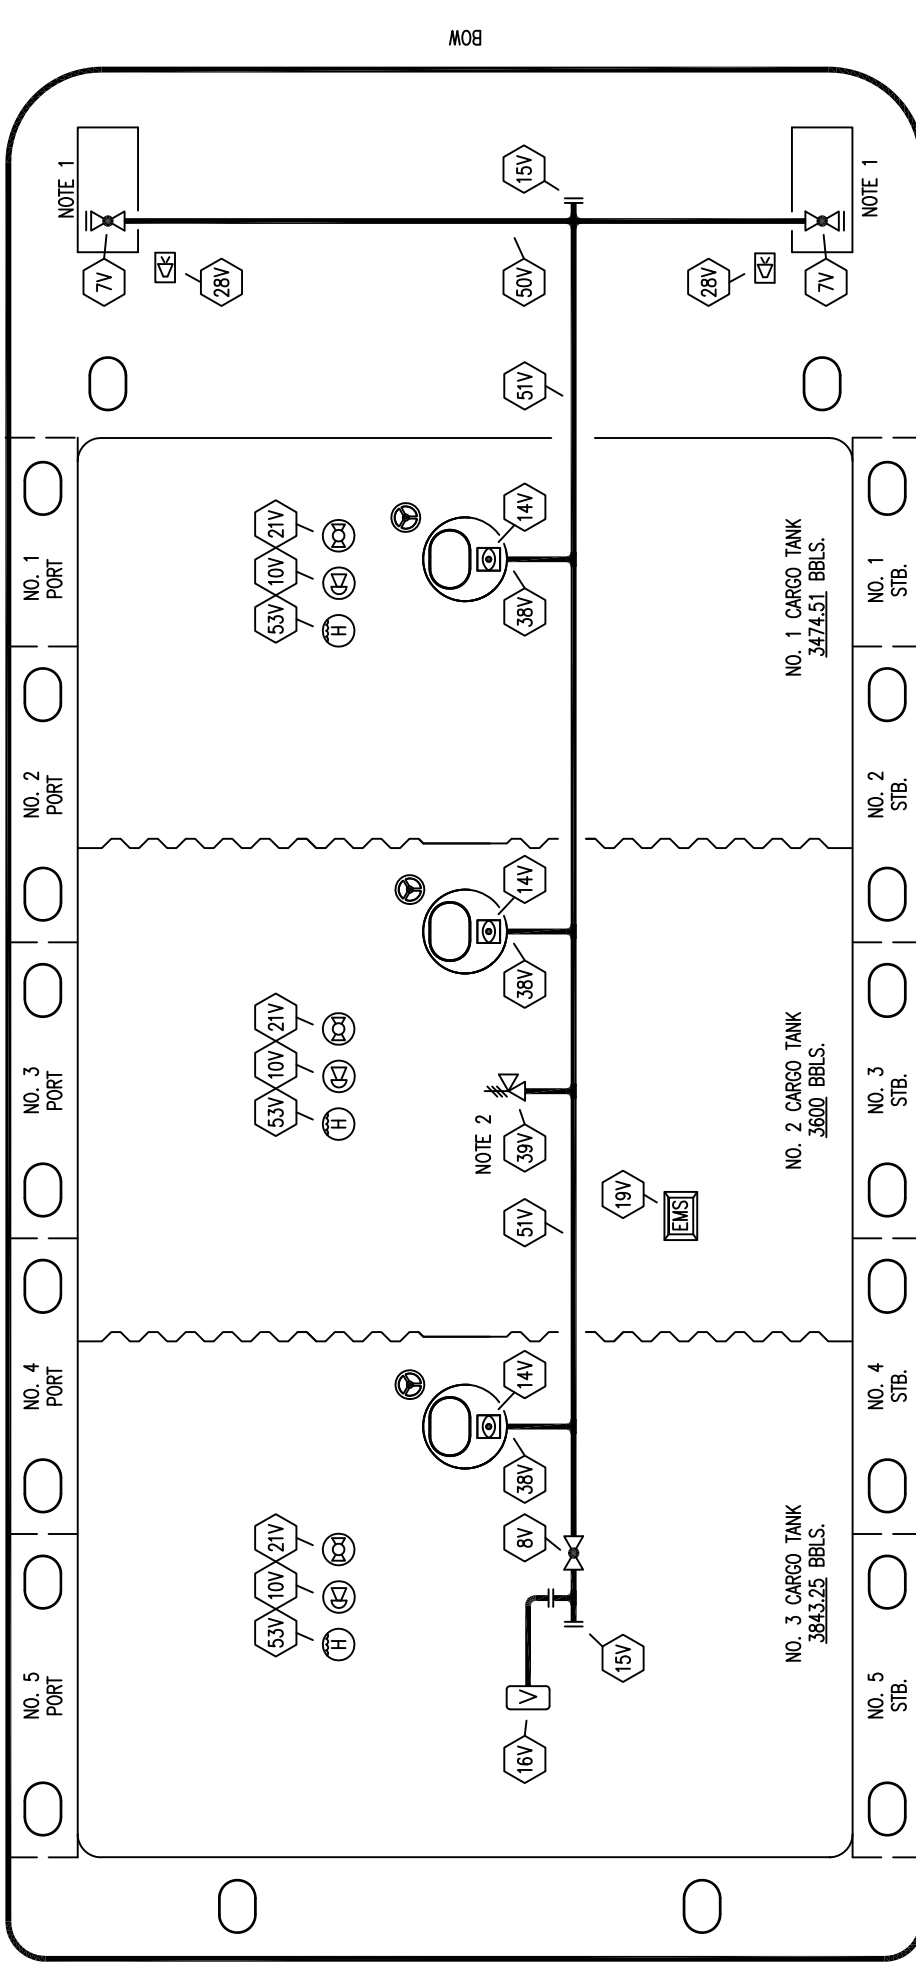 NO. 5
PORT
NO. 4
PORT
NO. 3
PORT
NO. 2
PORT
NO. 1
PORT
NOTE 1
7V
28V
53V 10V 21V
H
53V 10V 21V
H
53V 10V 21V
H
BOW
NOTE 2
16V
V
8V
38V
14V
51V
39V
38V
14V
38V
14V
51V
50V
15V
15V
19V
EMS
28V
7V
NO. 3 CARGO TANK
3843.25 BBLS.
NO. 2 CARGO TANK
3600 BBLS.
NO. 1 CARGO TANK
3474.51 BBLS.
NOTE 1
NO. 5
STB.
NO. 4
STB.
NO. 3
STB.
NO. 2
STB.
NO. 1
STB.